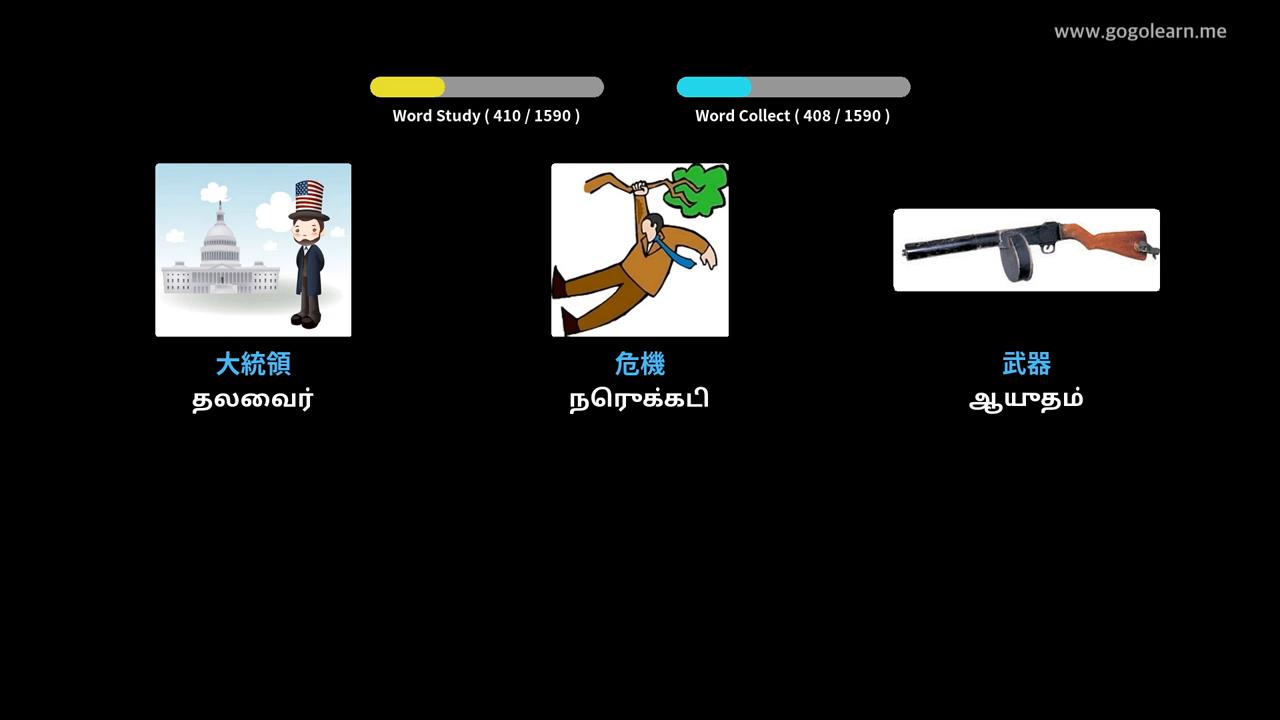 www.gogolearn.me
Word Study ( 410 / 1590 )
Word Collect ( 408 / 1590 )
大統領
危機
武器
தலைவர்
நெருக்கடி
ஆயுதம்